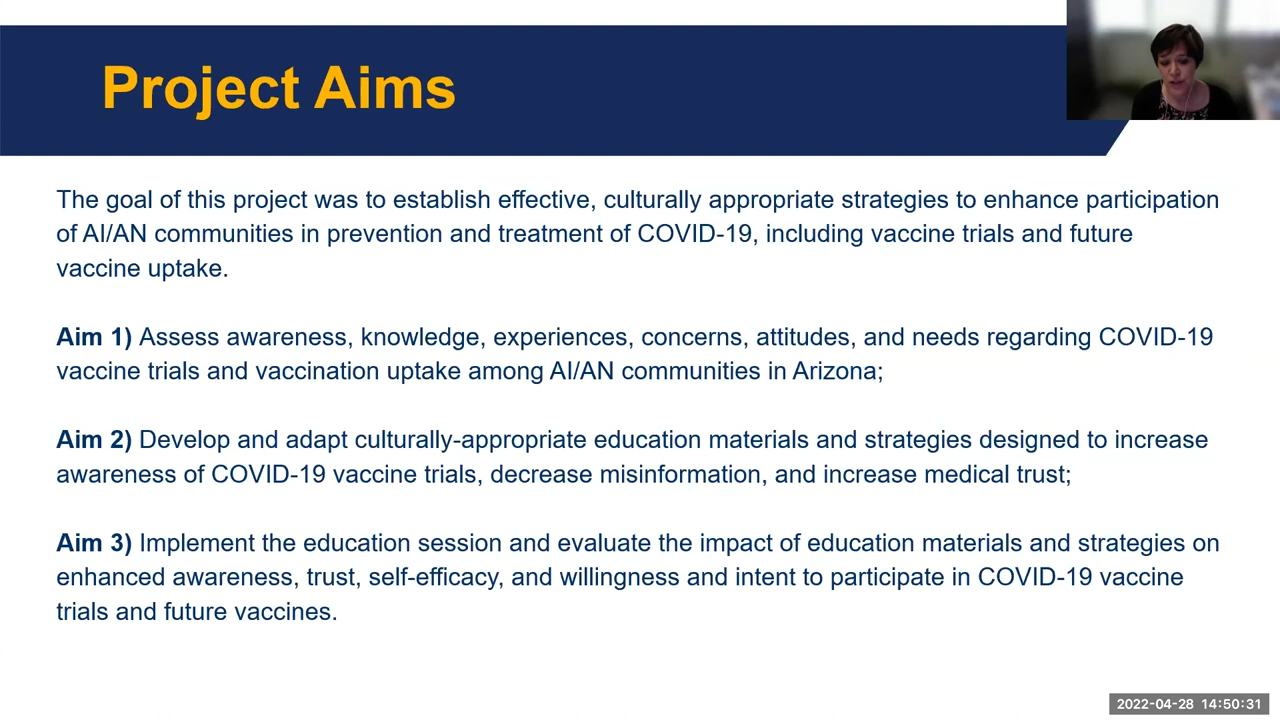 Project Aims
The goal of this project was to establish effective, culturally appropriate strategies to enhance participation
of AI/AN communities in prevention and treatment of COVID-19, including vaccine trials and future
vaccine uptake.
Aim 1) Assess awareness, knowledge, experiences, concerns, attitudes, and needs regarding COVID-19
vaccine trials and vaccination uptake among AI/AN communities in Arizona;
Aim 2) Develop and adapt culturally-appropriate education materials and strategies designed to increase
awareness of COVID-19 vaccine trials, decrease misinformation, and increase medical trust;
Aim 3) Implement the education session and evaluate the impact of education materials and strategies on
enhanced awareness, trust, self-efficacy, and willingness and intent to participate in COVID-19 vaccine
trials and future vaccines.
2022-04-28 14:50:31